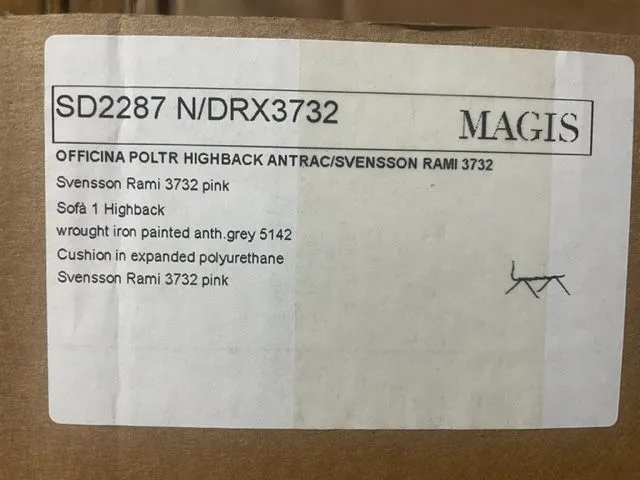 SD2287 N/DRX3732
MAGIS
OFFICINA POLTR HIGHBACK ANTRAC/SVENSSON RAMI 3732
Svensson Rami 3732 pink
Sofà 1 Highback
wrought iron painted anth.grey 5142
Cushion in expanded polyurethane
Svensson Rami 3732 pink